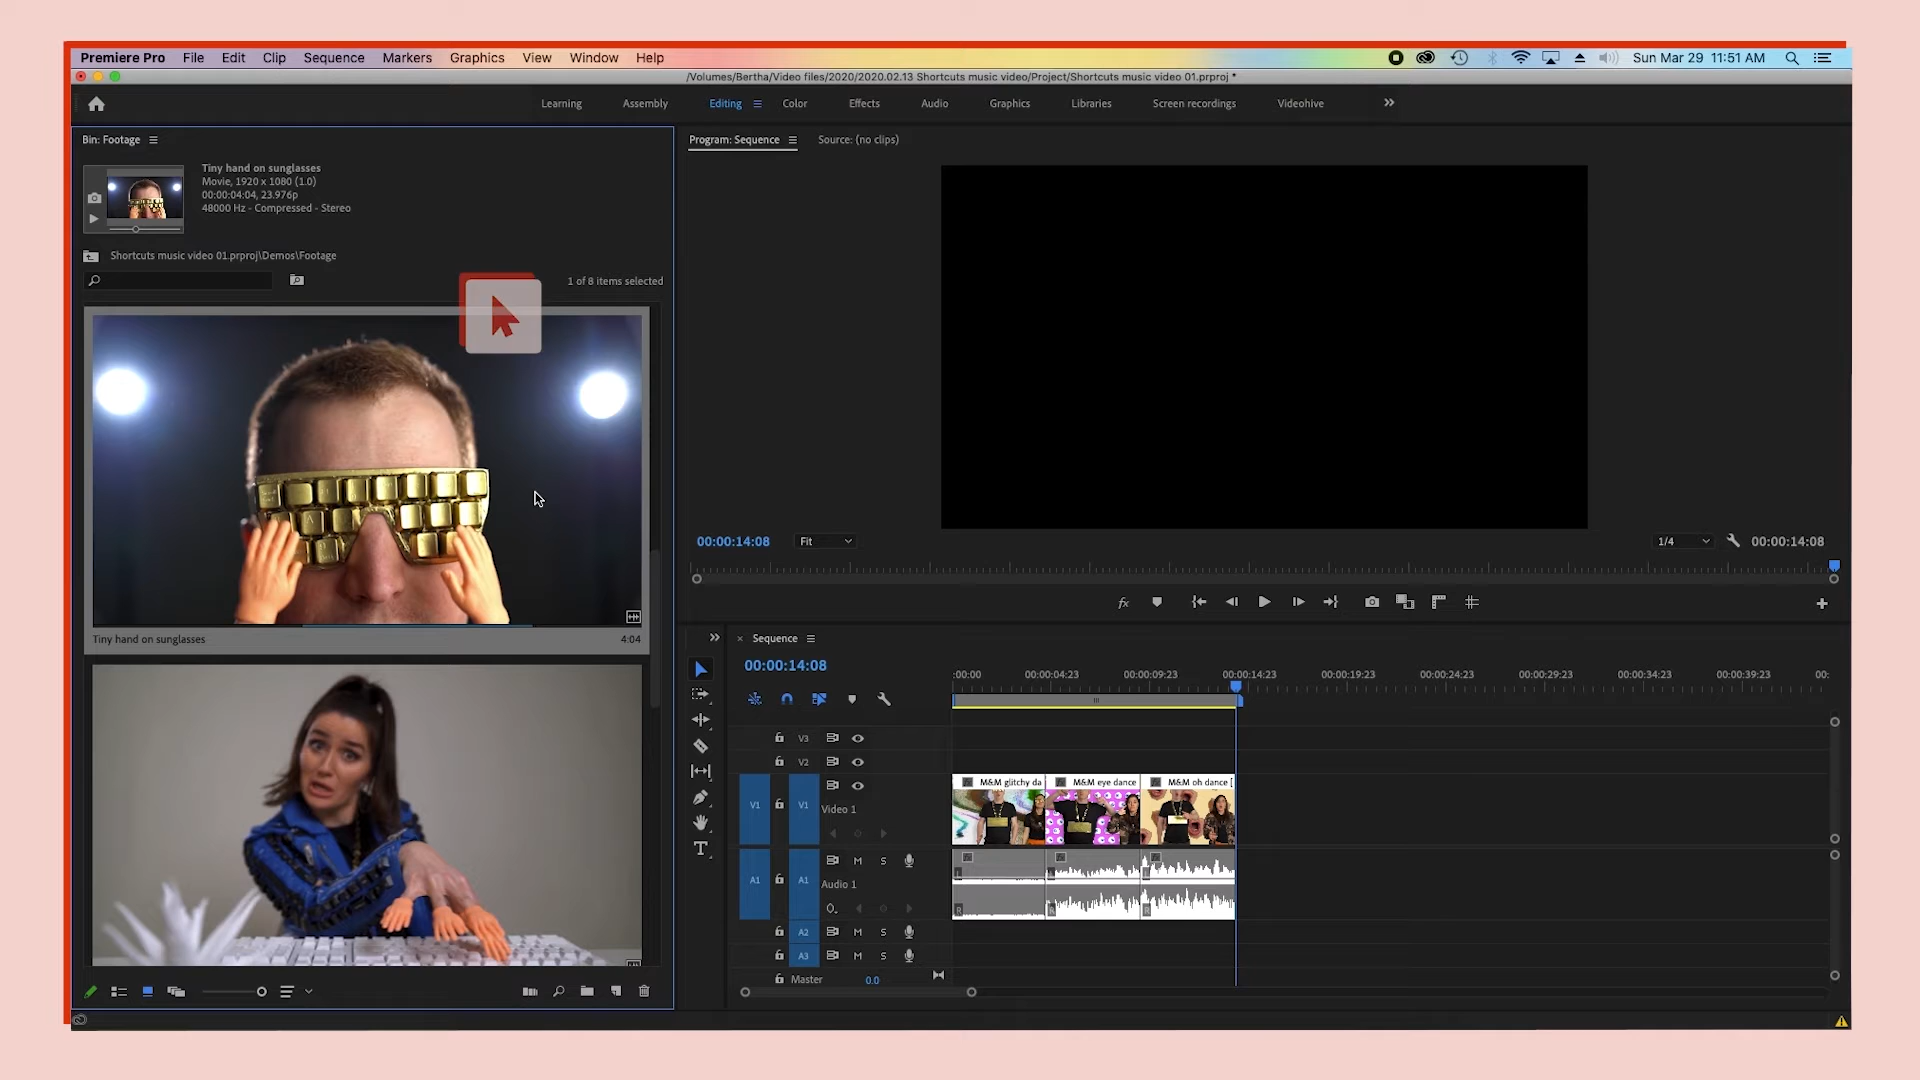 Premiere Pro File Edit Clip Sequence Markers Graphics View Window Help
Sun Mar 29 11:51 AM
/Volumes/Bertha/Video files/2020/2020.02.13 Shortcuts music video/Project/Shortcuts music video 01.prproj *
Learning Assembly Editing Color Effects Audio Graphics Libraries Screen recordings Videohive
Bin: Footage
Program: Sequence Source: (no clips)
Tiny hand on sunglasses
Movie, 1920 x 1080 (1.0)
00:00:04:04, 23.976p
48000 Hz - Compressed - Stereo
Shortcuts music video 01.prproj\Demos\Footage
1 of 8 items selected
Tiny hand on sunglasses 4:04
00:00:14:08 Fit 1/4 00:00:14:08
fx
Sequence
00:00:14:08
:00:00 00:00:04:23 00:00:09:23 00:00:14:23 00:00:19:23 00:00:24:23 00:00:29:23 00:00:34:23 00:00:39:23 00:
V3
V2
M&M glitchy da M&M eye dance M&M oh dance [
V1 V1 Video 1
A1 A1 M S
Audio 1
L
R R R
A2 M S
A3 M S
Master 0.0
T